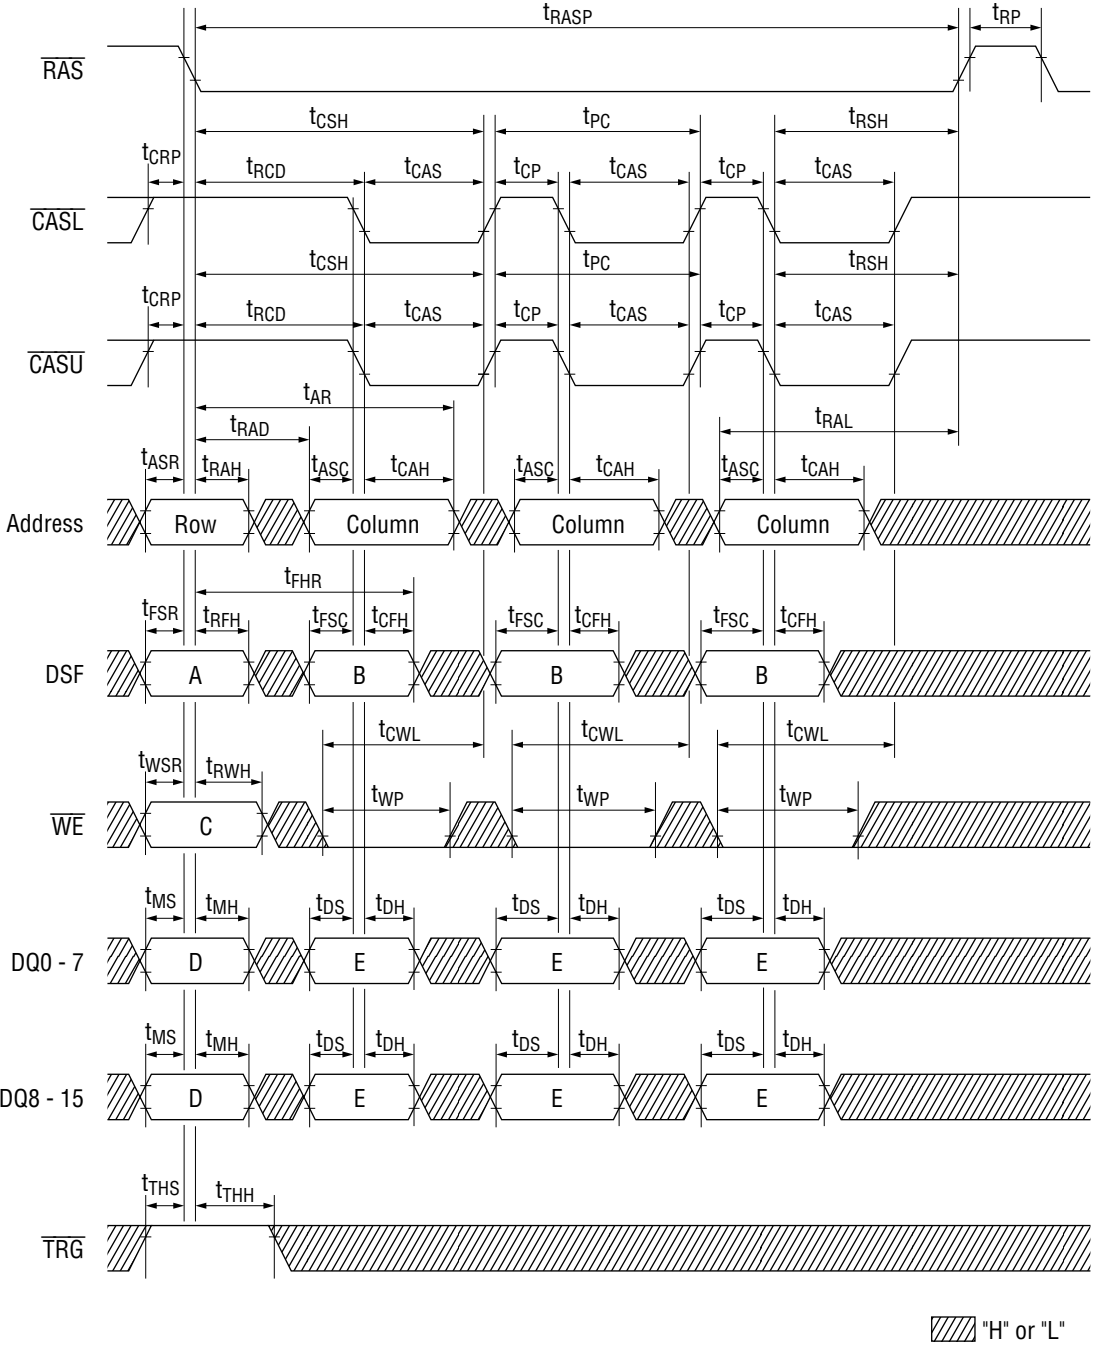 tRASP tRP
RAS
tCSH tPC tRSH
tCRP tRCD tCAS tCP tCAS tCP tCAS
CASL
tCSH tPC tRSH
tCRP tRCD tCAS tCP tCAS tCP tCAS
CASU
tAR
tRAD tRAL
tASR tRAH tASC tCAH tASC tCAH tASC tCAH
Address Row Column Column Column
tFHR
tFSR tRFH tFSC tCFH tFSC tCFH tFSC tCFH
DSF A B B B
tCWL tCWL tCWL
tWSR tRWH
tWP tWP tWP
WE C
tMS tMH tDS tDH tDS tDH tDS tDH
DQ0 - 7 D E E E
tMS tMH tDS tDH tDS tDH tDS tDH
DQ8 - 15 D E E E
tTHS tTHH
TRG
"H" or "L"